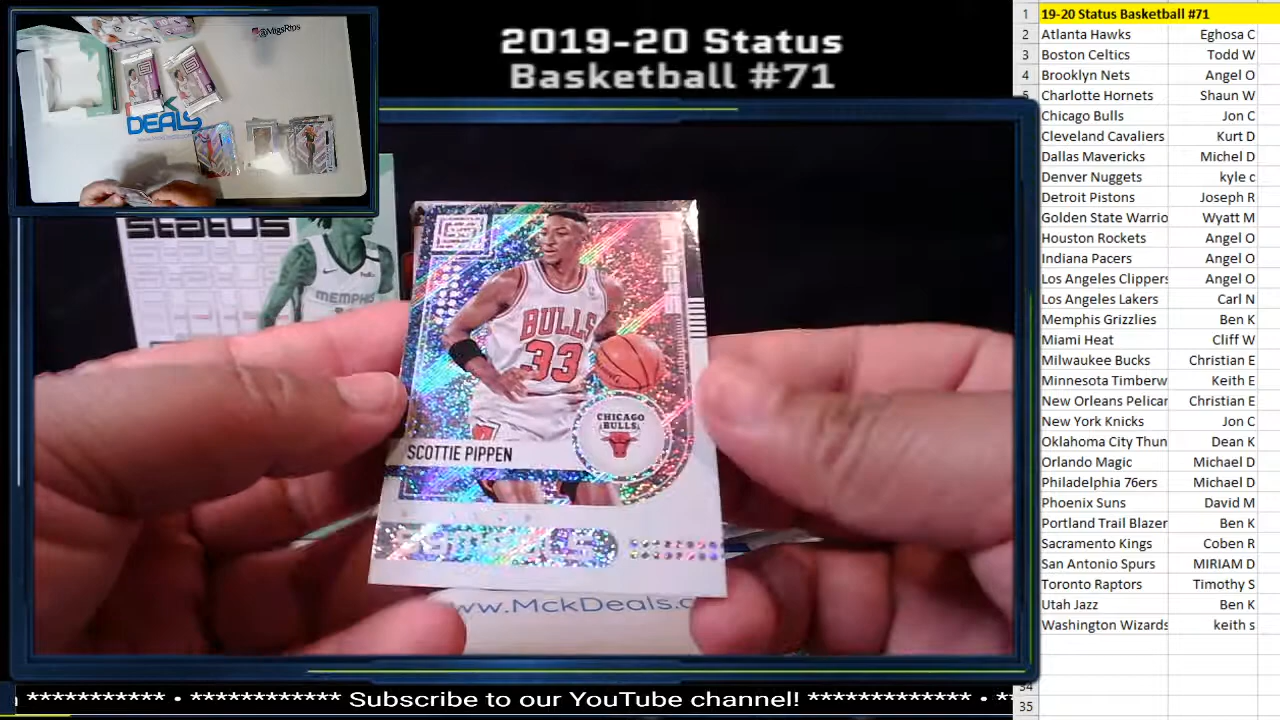 @MigsRios
DEALS
2019-20 Status
Basketball #71
STATUS
MEMPHIS
BULLS
33
CHICAGO
BULLS
SCOTTIE PIPPEN
www.MckDeals.c
*********** • ************ Subscribe to our YouTube channel! ************* •
1 19-20 Status Basketball #71
2 Atlanta Hawks Eghosa C
3 Boston Celtics Todd W
4 Brooklyn Nets Angel O
5 Charlotte Hornets Shaun W
Chicago Bulls Jon C
Cleveland Cavaliers Kurt D
Dallas Mavericks Michel D
Denver Nuggets kyle c
Detroit Pistons Joseph R
Golden State Warrio Wyatt M
Houston Rockets Angel O
Indiana Pacers Angel O
Los Angeles Clippers Angel O
Los Angeles Lakers Carl N
Memphis Grizzlies Ben K
Miami Heat Cliff W
Milwaukee Bucks Christian E
Minnesota Timberw Keith E
New Orleans Pelican Christian E
New York Knicks Jon C
Oklahoma City Thun Dean K
Orlando Magic Michael D
Philadelphia 76ers Michael D
Phoenix Suns David M
Portland Trail Blazer Ben K
Sacramento Kings Coben R
San Antonio Spurs MIRIAM D
Toronto Raptors Timothy S
Utah Jazz Ben K
Washington Wizards keith s
34
35